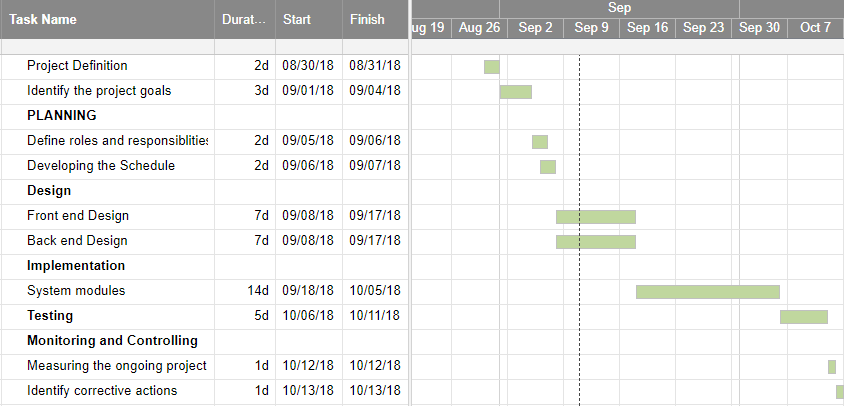 Sep
Task Name Durat... Start Finish ug 19 Aug 26 Sep 2 Sep 9 Sep 16 Sep 23 Sep 30 Oct 7
Project Definition 2d 08/30/18 08/31/18
Identify the project goals 3d 09/01/18 09/04/18
PLANNING
Define roles and responsiblities 2d 09/05/18 09/06/18
Developing the Schedule 2d 09/06/18 09/07/18
Design
Front end Design 7d 09/08/18 09/17/18
Back end Design 7d 09/08/18 09/17/18
Implementation
System modules 14d 09/18/18 10/05/18
Testing 5d 10/06/18 10/11/18
Monitoring and Controlling
Measuring the ongoing project 1d 10/12/18 10/12/18
Identify corrective actions 1d 10/13/18 10/13/18